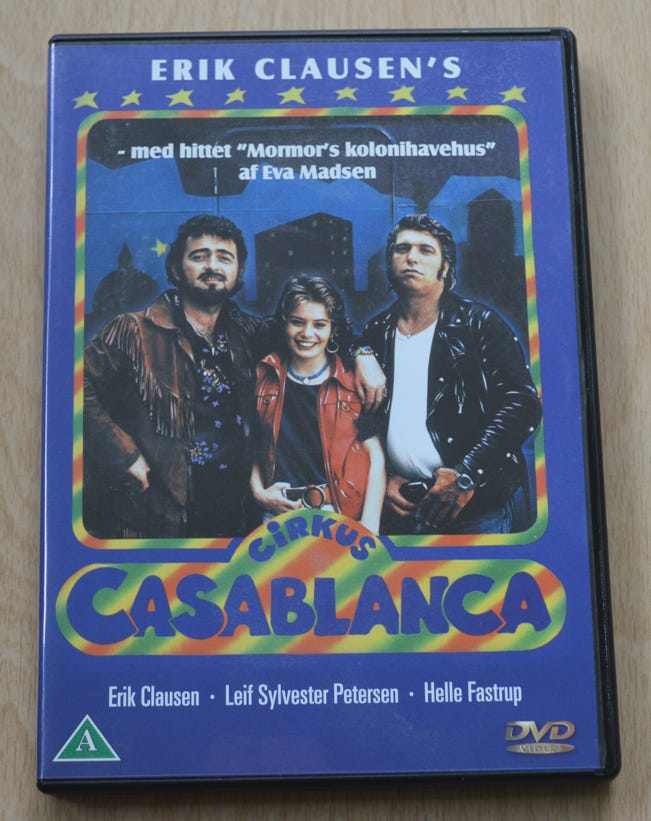 ERIK CLAUSEN'S
- med hittet "Mormor's kolonihavehus"
af Eva Madsen
CiRKUS
CASABLANCA
Erik Clausen · Leif Sylvester Petersen · Helle Fastrup
A
DVD
VIDEO